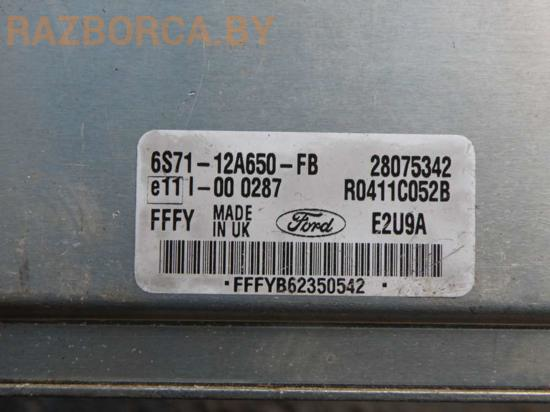 RAZBORCA.BY
6S71-12A650-FB 28075342
e11 I-00 0287 R0411C052B
FFFY MADE IN UK Ford E2U9A
FFFYB62350542